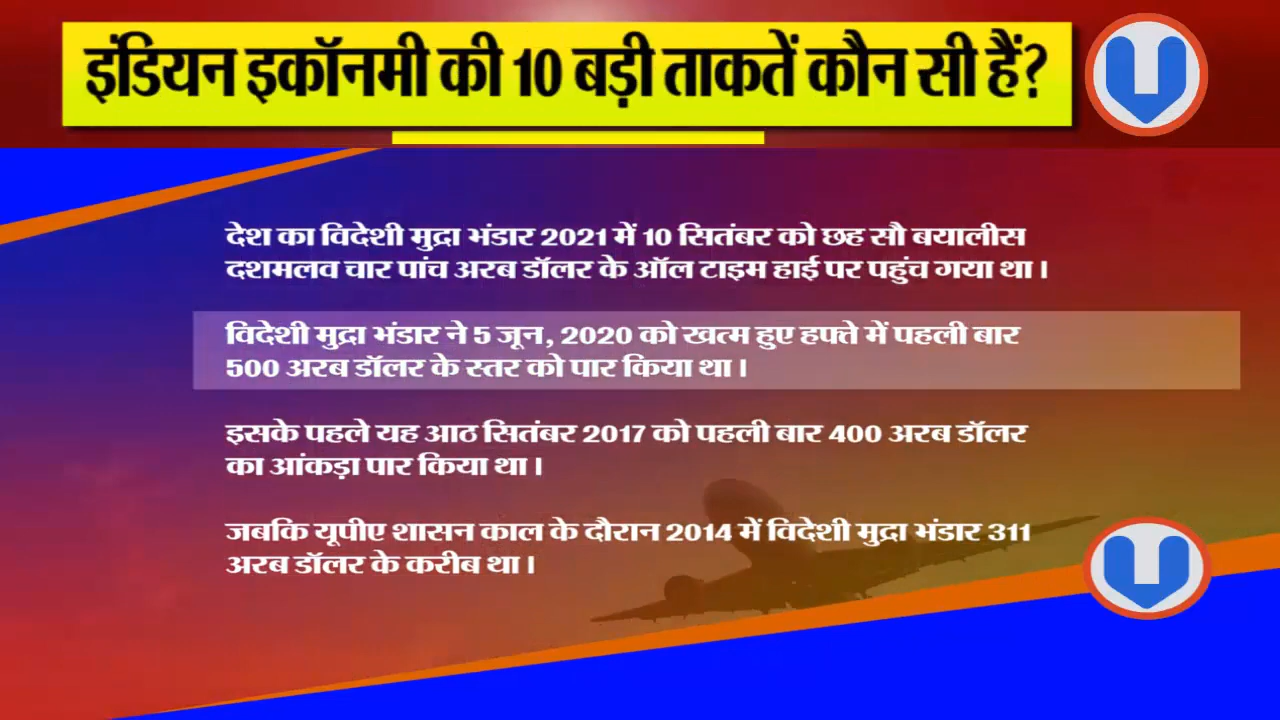 इंडियन इकॉनमी की 10 बड़ी ताकतें कौन सी हैं?
देश का विदेशी मुद्रा भंडार 2021 में 10 सितंबर को छह सौ बयालीस
दशमलव चार पांच अरब डॉलर के ऑल टाइम हाई पर पहुंच गया था ।
विदेशी मुद्रा भंडार ने 5 जून, 2020 को खत्म हुए हफ्ते में पहली बार
500 अरब डॉलर के स्तर को पार किया था ।
इसके पहले यह आठ सितंबर 2017 को पहली बार 400 अरब डॉलर
का आंकड़ा पार किया था ।
जबकि यूपीए शासन काल के दौरान 2014 में विदेशी मुद्रा भंडार 311
अरब डॉलर के करीब था ।